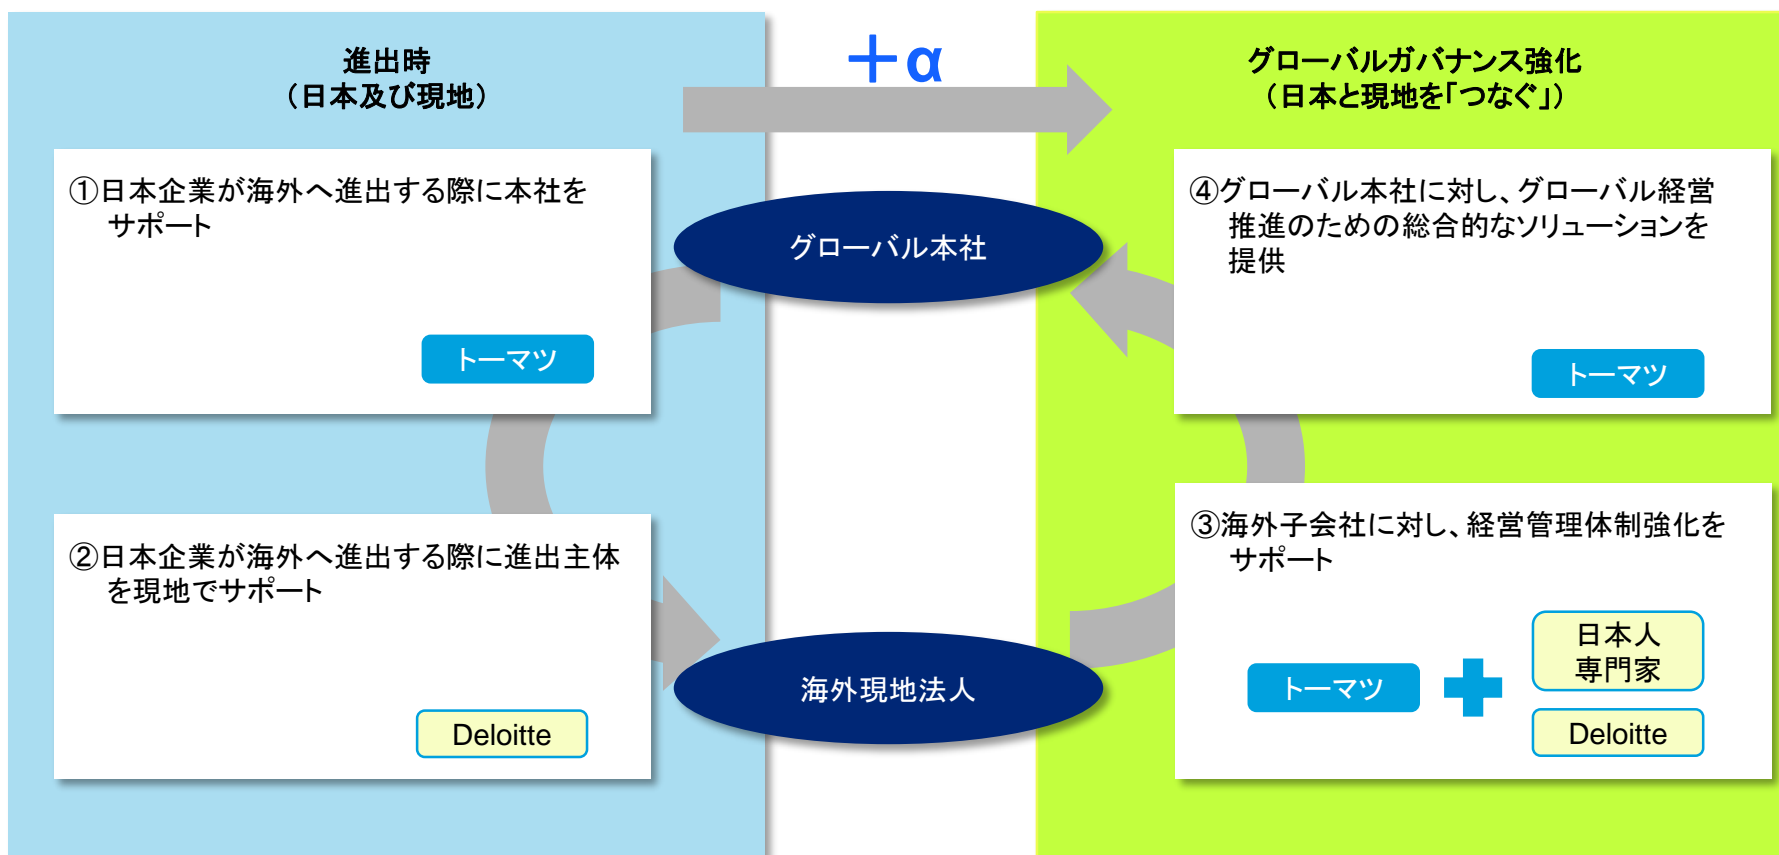 進出時
（日本及び現地）
＋α
グローバルガバナンス強化
（日本と現地を「つなぐ」）
①日本企業が海外へ進出する際に本社を
サポート
トーマツ
グローバル本社
④グローバル本社に対し、グローバル経営
推進のための総合的なソリューションを
提供
トーマツ
②日本企業が海外へ進出する際に進出主体
を現地でサポート
Deloitte
海外現地法人
③海外子会社に対し、経営管理体制強化を
サポート
トーマツ
日本人
専門家
Deloitte